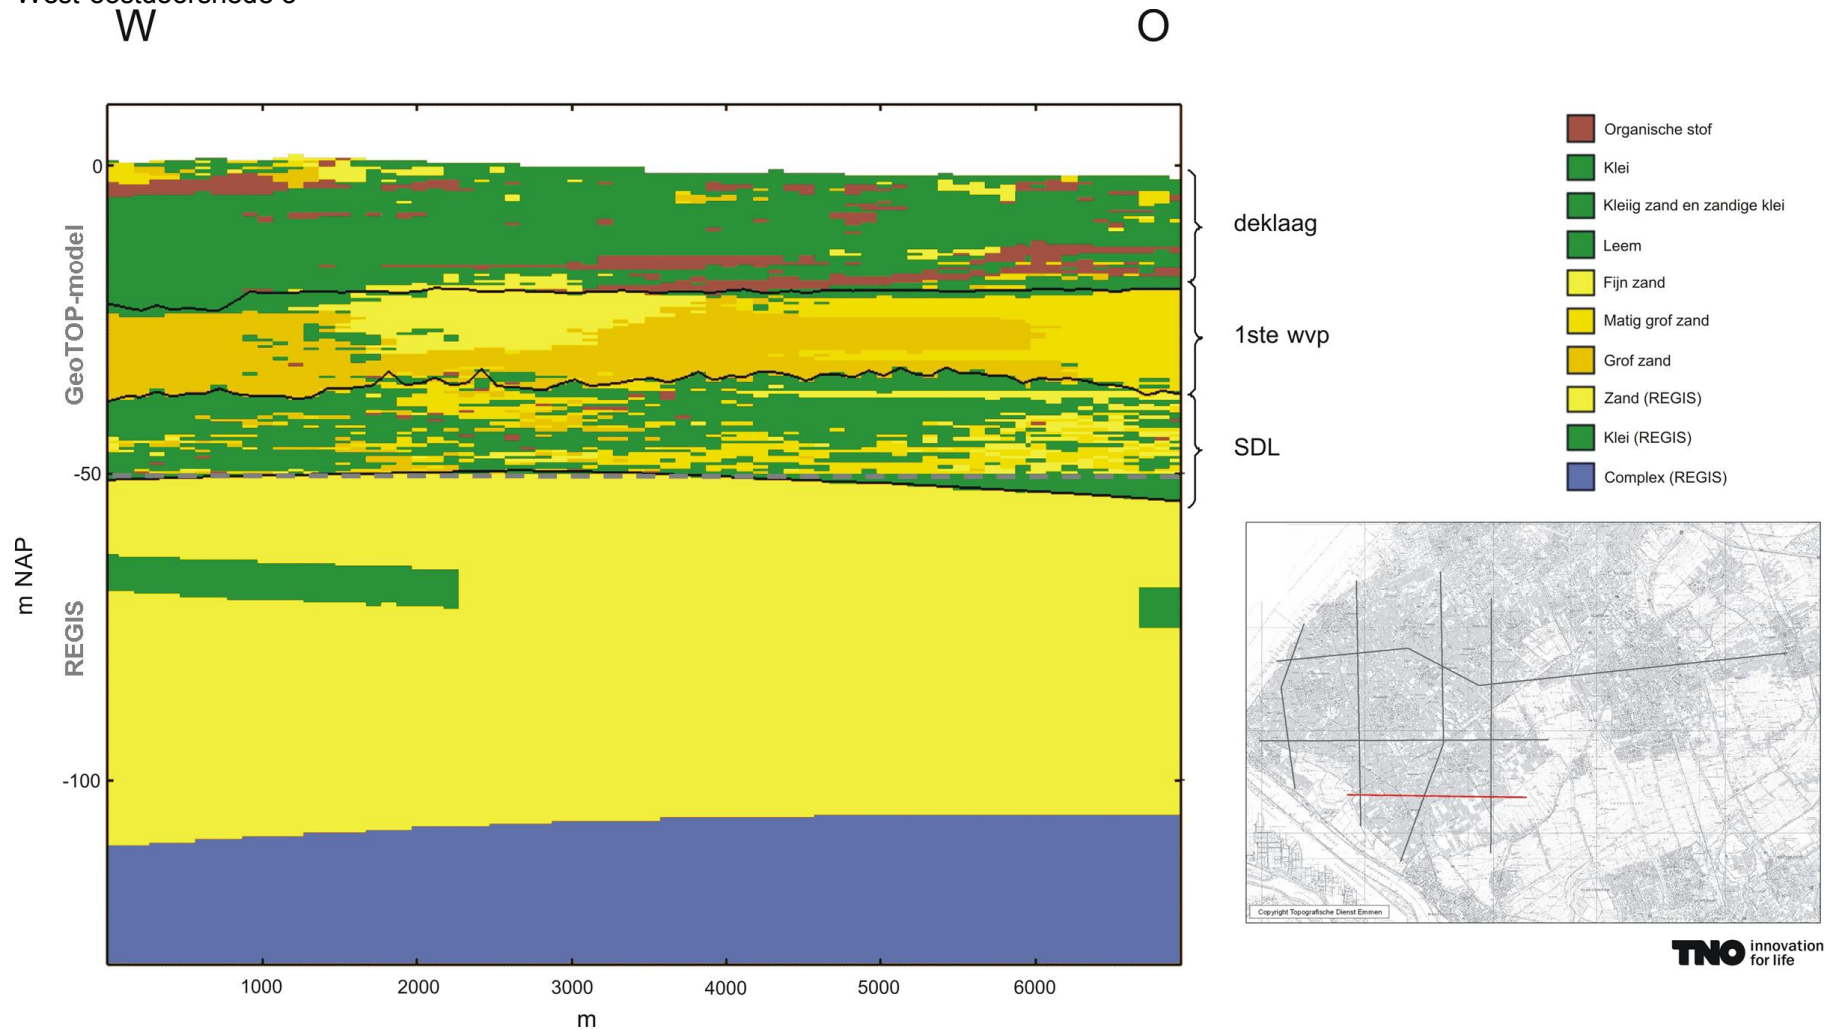 W
O
0
-50
-100
m NAP
GeoTOP-model
REGIS
1000
2000
3000
4000
5000
6000
m
deklaag
1ste wvp
SDL
Organische stof
Klei
Kleiig zand en zandige klei
Leem
Fijn zand
Matig grof zand
Grof zand
Zand (REGIS)
Klei (REGIS)
Complex (REGIS)
Copyright Topografische Dienst Emmen
TNO innovation
for life